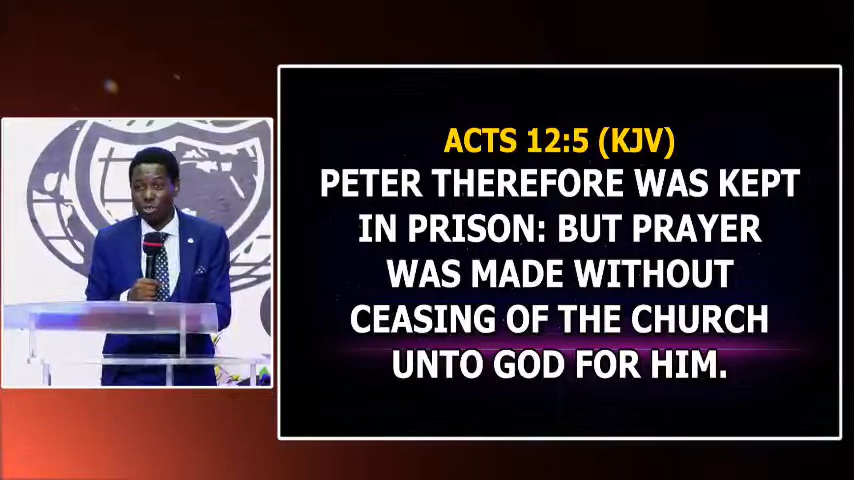 ACTS 12:5 (KJV)
PETER THEREFORE WAS KEPT
IN PRISON: BUT PRAYER
WAS MADE WITHOUT
CEASING OF THE CHURCH
UNTO GOD FOR HIM.